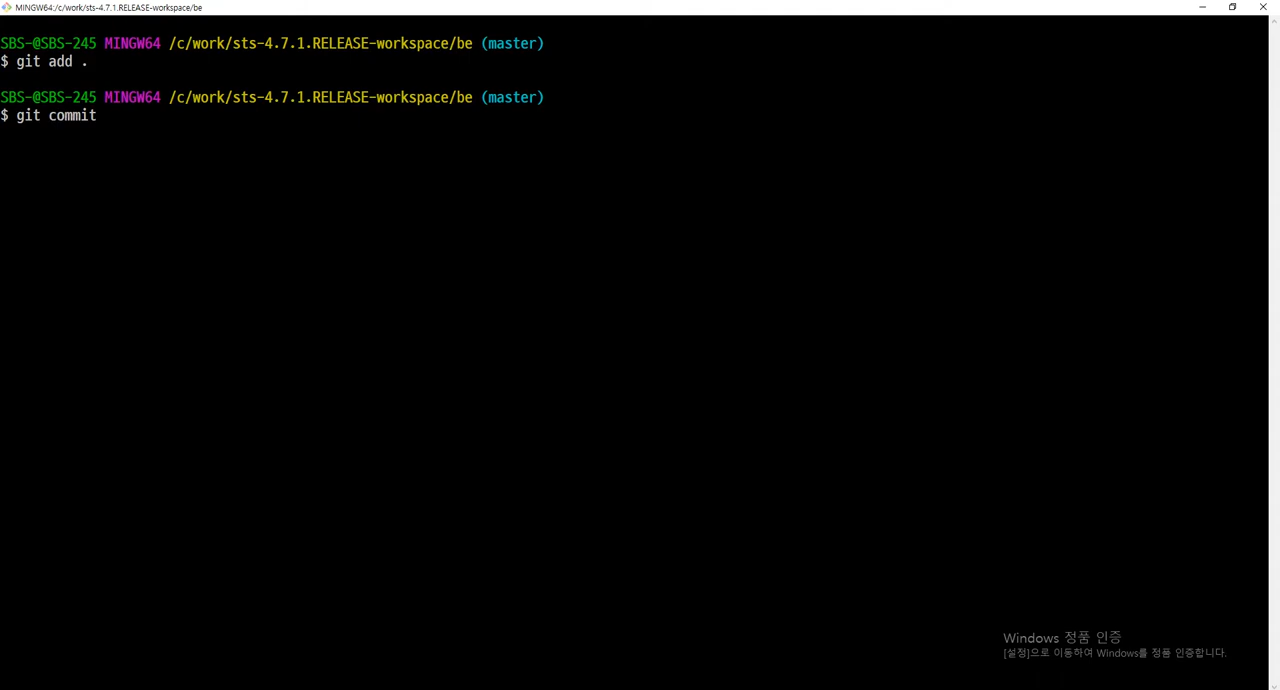 MINGW64:/c/work/sts-4.7.1.RELEASE-workspace/be
SBS-@SBS-245 MINGW64 /c/work/sts-4.7.1.RELEASE-workspace/be (master)
$ git add .
SBS-@SBS-245 MINGW64 /c/work/sts-4.7.1.RELEASE-workspace/be (master)
$ git commit
Windows 정품 인증
[설정]으로 이동하여 Windows를 정품 인증합니다.